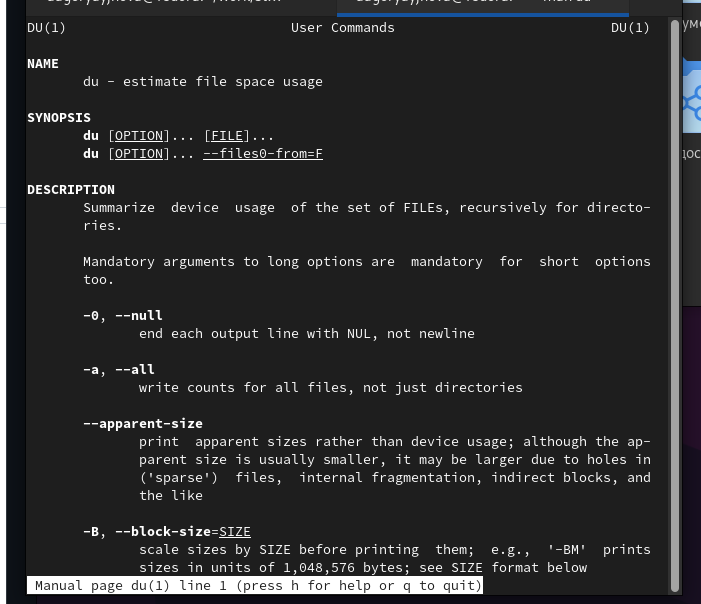 DU(1) User Commands DU(1)
NAME
du - estimate file space usage
SYNOPSIS
du [OPTION]... [FILE]...
du [OPTION]... --files0-from=F
DESCRIPTION
Summarize device usage of the set of FILEs, recursively for directo-
ries.
Mandatory arguments to long options are mandatory for short options
too.
-0, --null
end each output line with NUL, not newline
-a, --all
write counts for all files, not just directories
--apparent-size
print apparent sizes rather than device usage; although the ap-
parent size is usually smaller, it may be larger due to holes in
('sparse') files, internal fragmentation, indirect blocks, and
the like
-B, --block-size=SIZE
scale sizes by SIZE before printing them; e.g., '-BM' prints
sizes in units of 1,048,576 bytes; see SIZE format below
Manual page du(1) line 1 (press h for help or q to quit)